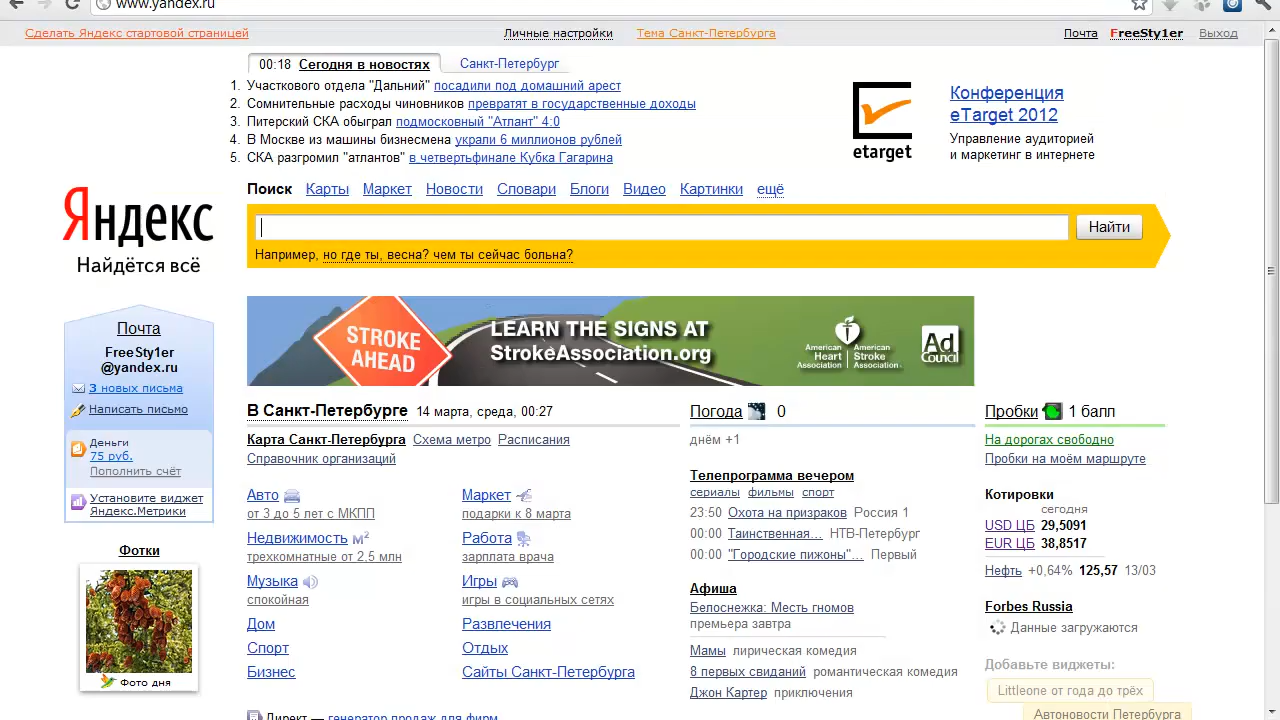 www.yandex.ru
Сделать Яндекс стартовой страницей
Личные настройки
Тема Санкт-Петербурга
Почта FreeSty1er Выход
00:18 Сегодня в новостях Санкт-Петербург
1. Участкового отдела "Дальний" посадили под домашний арест
2. Сомнительные расходы чиновников превратят в государственные доходы
3. Питерский СКА обыграл подмосковный "Атлант" 4:0
4. В Москве из машины бизнесмена украли 6 миллионов рублей
5. СКА разгромил "атлантов" в четвертьфинале Кубка Гагарина
etarget
Конференция
eTarget 2012
Управление аудиторией
и маркетинг в интернете
Яндекс
Найдётся всё
Поиск Карты Маркет Новости Словари Блоги Видео Картинки ещё
Найти
Например, но где ты, весна? чем ты сейчас больна?
Почта
FreeSty1er
@yandex.ru
3 новых письма
Написать письмо
Деньги
75 руб.
Пополнить счёт
Установите виджет
Яндекс.Метрики
Фотки
Фото дня
STROKE
AHEAD
LEARN THE SIGNS AT
StrokeAssociation.org
American Heart Association
American Stroke Association
Ad
Council
В Санкт-Петербурге 14 марта, среда, 00:27
Карта Санкт-Петербурга Схема метро Расписания
Справочник организаций
Авто
от 3 до 5 лет с МКПП
Недвижимость м²
трехкомнатные от 2.5 млн
Музыка
спокойная
Дом
Спорт
Бизнес
Маркет
подарки к 8 марта
Работа
зарплата врача
Игры
игры в социальных сетях
Развлечения
Отдых
Сайты Санкт-Петербурга
Директ — генератор продаж для фирм
Погода 0
днём +1
Телепрограмма вечером
сериалы фильмы спорт
23:50 Охота на призраков Россия 1
00:00 Таинственная... НТВ-Петербург
00:00 "Городские пижоны"... Первый
Афиша
Белоснежка: Месть гномов
премьера завтра
Мамы лирическая комедия
8 первых свиданий романтическая комедия
Джон Картер приключения
Пробки 1 балл
На дорогах свободно
Пробки на моём маршруте
Котировки
сегодня
USD ЦБ 29,5091
EUR ЦБ 38,8517
Нефть +0,64% 125,57 13/03
Forbes Russia
Данные загружаются
Добавьте виджеты:
Littleone от года до трёх
Автоновости Петербурга